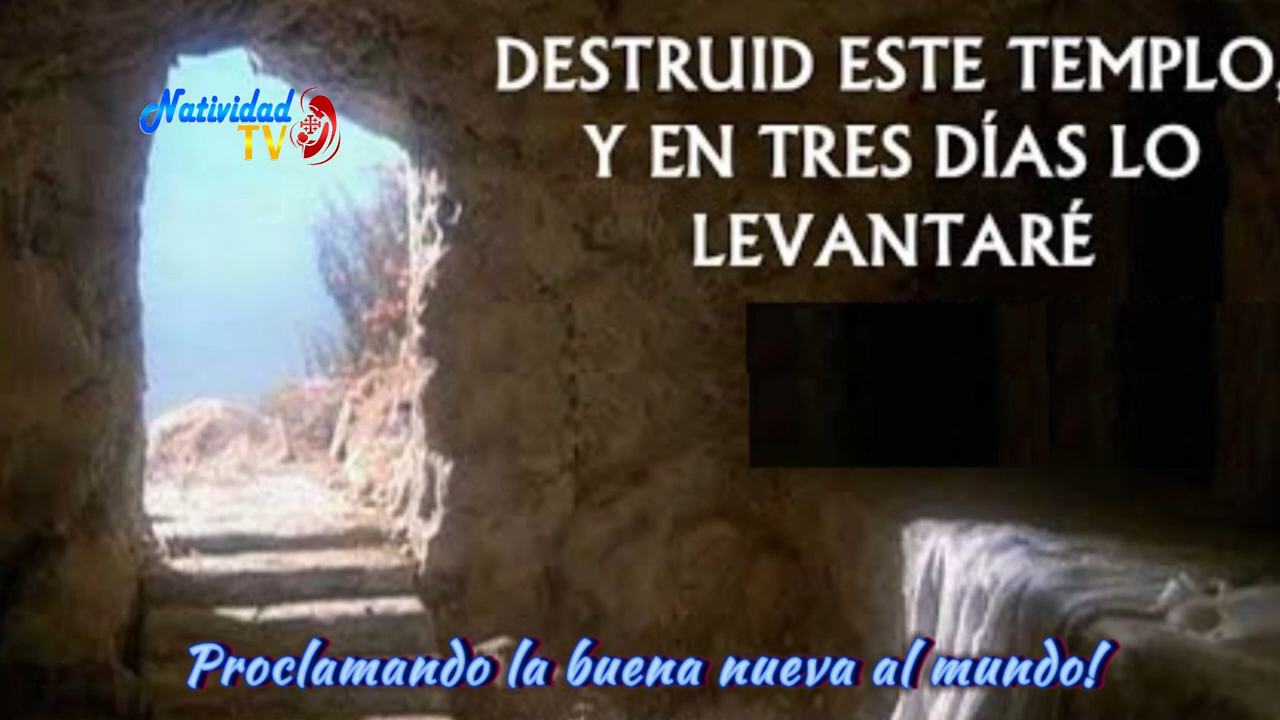 Natividad
TV
DESTRUID ESTE TEMPLO,
Y EN TRES DÍAS LO
LEVANTARÉ
Proclamando la buena nueva al mundo!